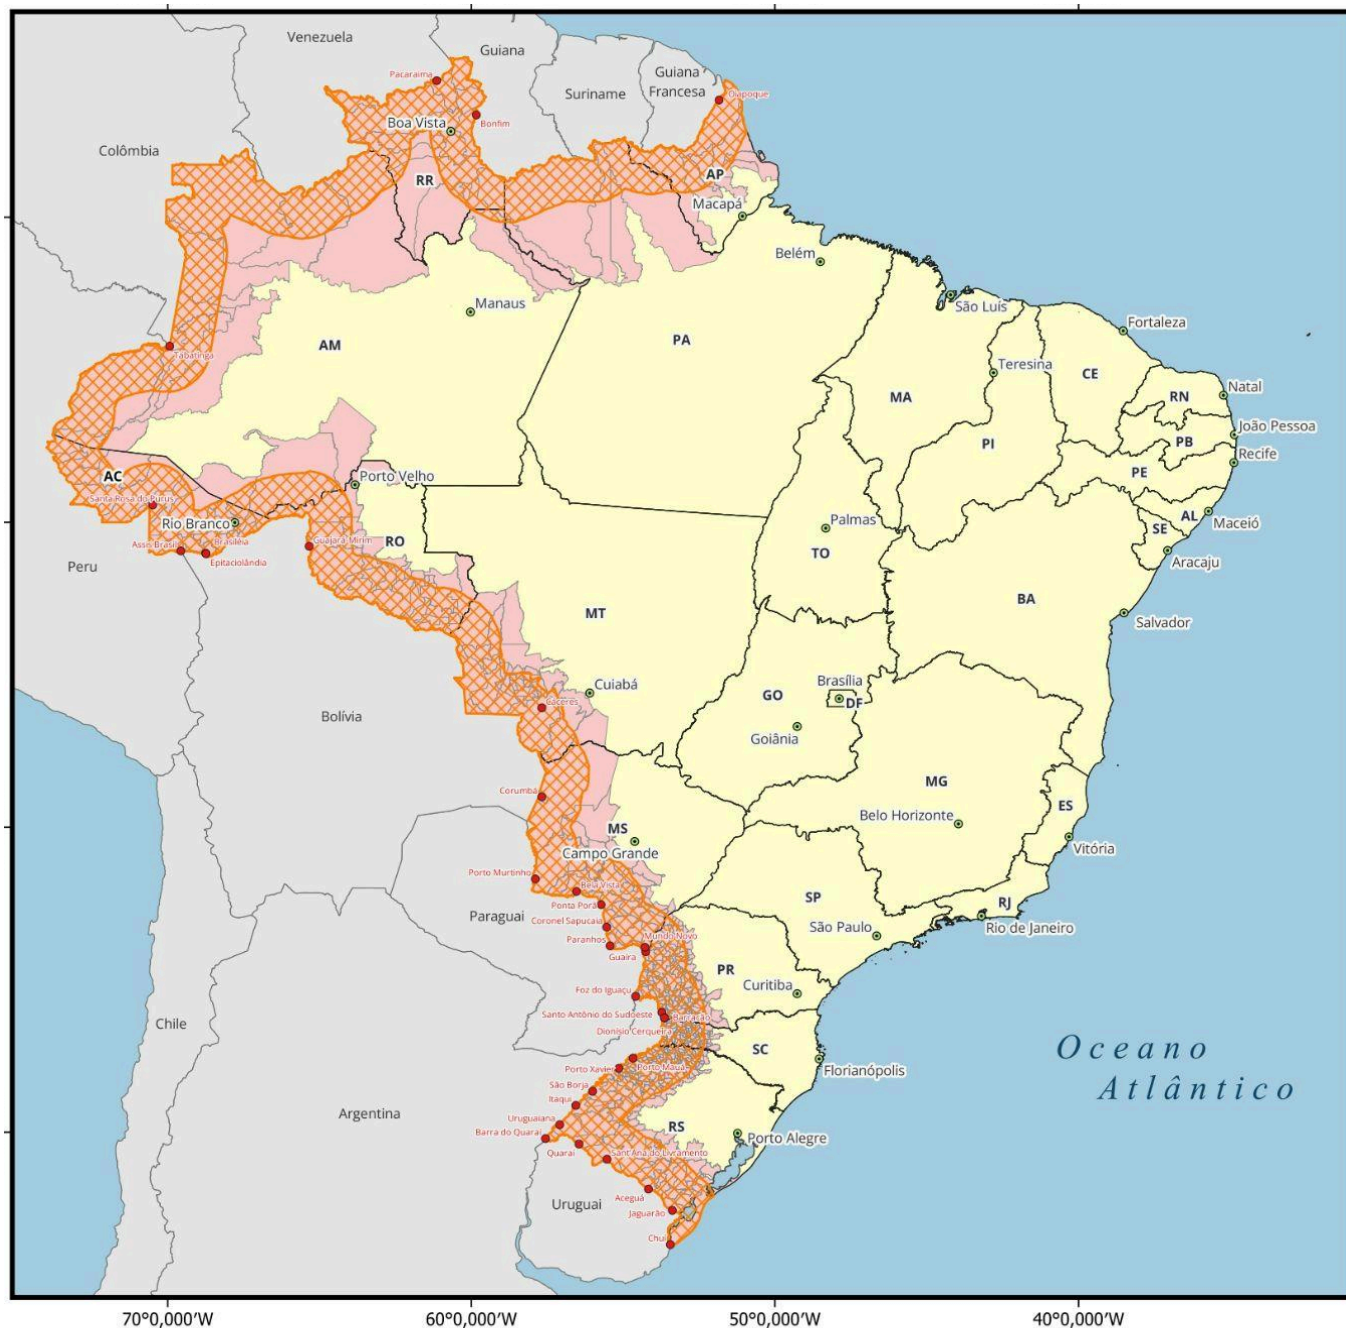 Venezuela
Guiana
Guiana
Francesa
Suriname
Pacaraima
Oiapoque
Boa Vista
Bonfim
Colômbia
RR
AP
Macapá
Belém
Manaus
São Luís
Fortaleza
Tabatinga
AM
PA
Teresina
CE
Natal
MA
RN
João Pessoa
PI
PB
Recife
PE
AC
Porto Velho
Santa Rosa do Purus
Rio Branco
Palmas
AL
Maceió
SE
Assis Brasil
Brasiléia
Epitaciolândia
Guajará-Mirim
RO
TO
Aracaju
Peru
MT
BA
Salvador
Cuiabá
Brasília
GO
DF
Cáceres
Bolívia
Goiânia
Corumbá
MG
ES
MS
Belo Horizonte
Campo Grande
Vitória
Porto Murtinho
Bela Vista
Ponta Porã
SP
RJ
Paraguai
Coronel Sapucaia
São Paulo
Rio de Janeiro
Paranhos
Mundo Novo
Guaíra
PR
Foz do Iguaçu
Curitiba
Chile
Santo Antônio do Sudoeste
Barracão
Dionísio Cerqueira
SC
Oceano
Atlântico
Porto Xavier
Porto Mauá
Florianópolis
São Borja
Itaqui
Argentina
Uruguaiana
RS
Barra do Quaraí
Porto Alegre
Quaraí
Sant'Ana do Livramento
Uruguai
Aceguá
Jaguarão
Chuí
70°0,000'W
60°0,000'W
50°0,000'W
40°0,000'W